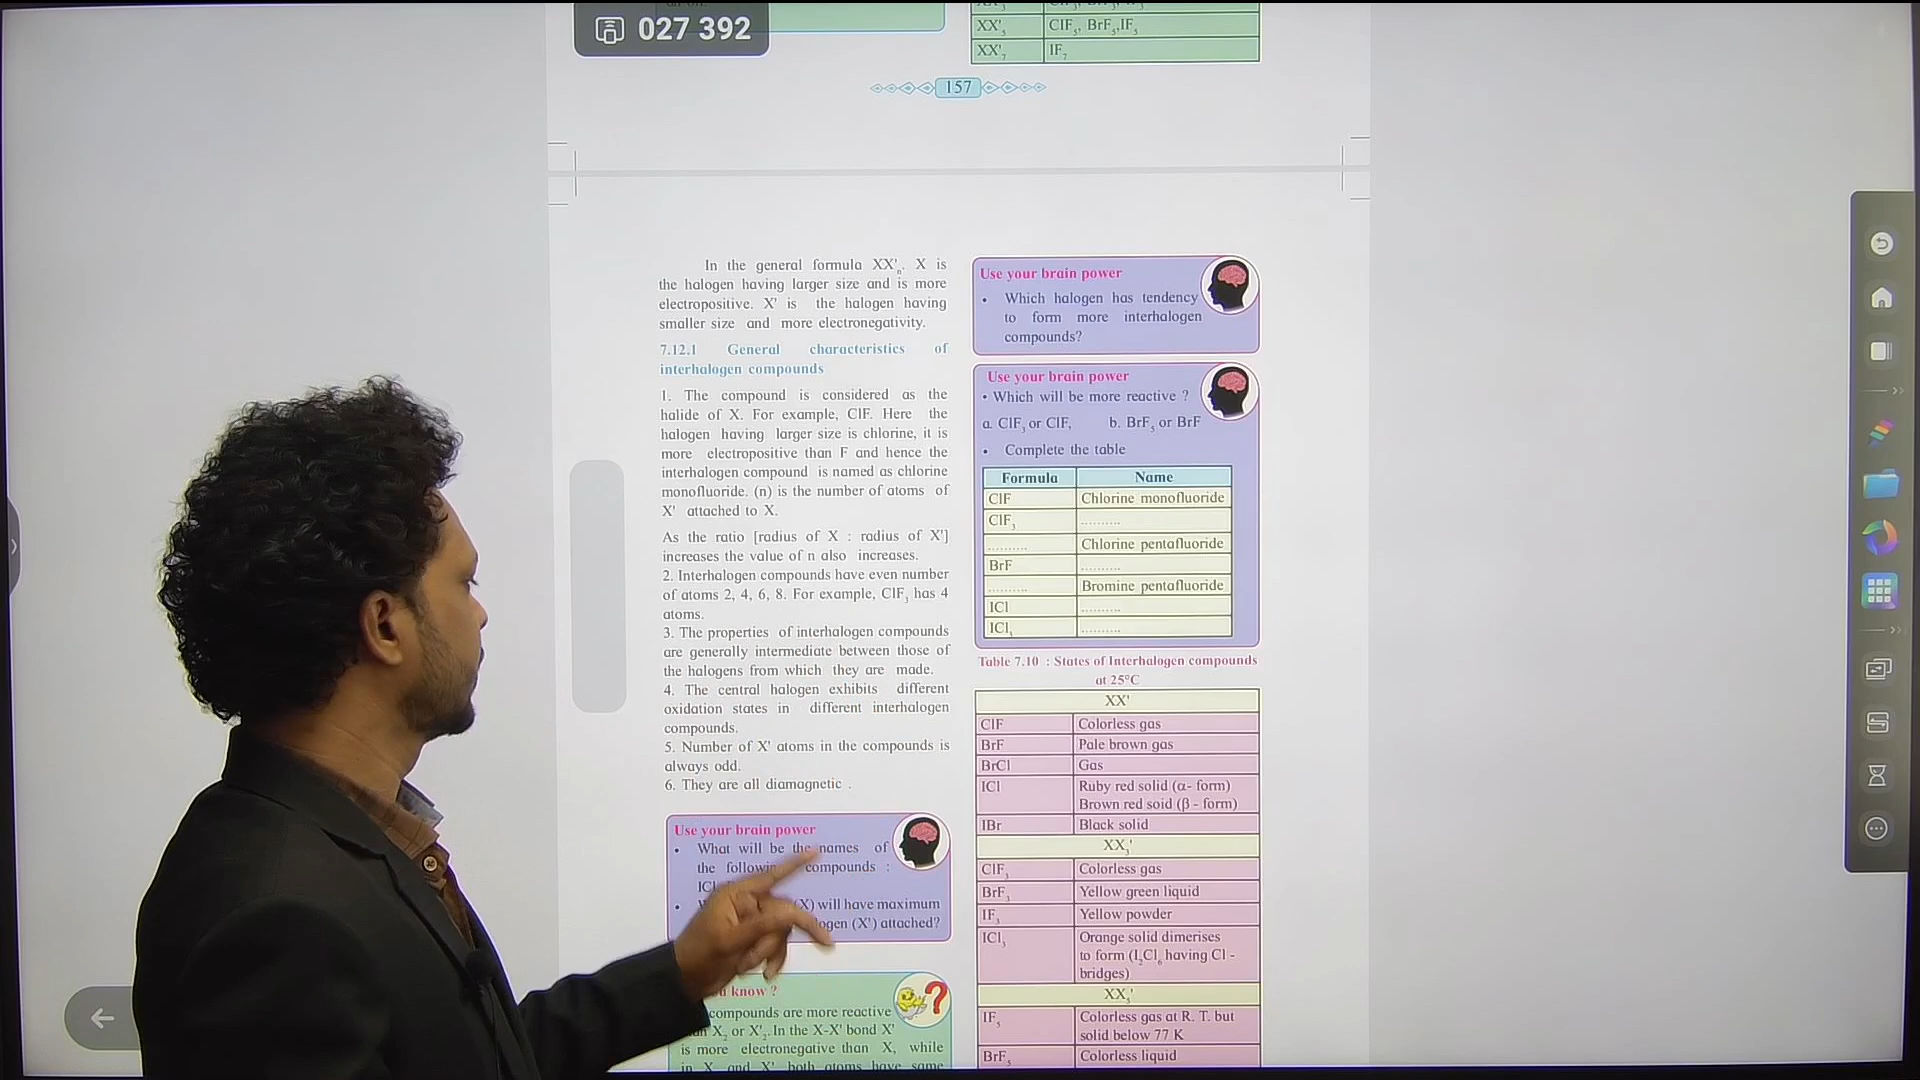 027 392
XX'₅ ClF₅, BrF₅,IF₅
XX'₇ IF₇
157
In the general formula XX'ₙ. X is
the halogen having larger size and is more
electropositive. X' is the halogen having
smaller size and more electronegativity.
7.12.1 General characteristics of
interhalogen compounds
1. The compound is considered as the
halide of X. For example, ClF. Here the
halogen having larger size is chlorine, it is
more electropositive than F and hence the
interhalogen compound is named as chlorine
monofluoride. (n) is the number of atoms of
X' attached to X.
As the ratio [radius of X : radius of X']
increases the value of n also increases.
2. Interhalogen compounds have even number
of atoms 2, 4, 6, 8. For example, ClF₃ has 4
atoms.
3. The properties of interhalogen compounds
are generally intermediate between those of
the halogens from which they are made.
4. The central halogen exhibits different
oxidation states in different interhalogen
compounds.
5. Number of X' atoms in the compounds is
always odd.
6. They are all diamagnetic .
Use your brain power
• What will be the names of
the compounds :
• (X) will have maximum
(X') attached?
know ?
compounds are more reactive
X₂ or X'₂. In the X-X' bond X'
is more electronegative than X, while
in X₂ and X'₂ both atoms have same
Use your brain power
• Which halogen has tendency
to form more interhalogen
compounds?
Use your brain power
• Which will be more reactive ?
a. ClF₃ or ClF, b. BrF₅ or BrF
• Complete the table
Formula Name
ClF Chlorine monofluoride
ClF₃ ..........
.......... Chlorine pentafluoride
BrF ..........
.......... Bromine pentafluoride
ICl ..........
ICl₃ ..........
Table 7.10 : States of Interhalogen compounds
at 25°C
XX'
ClF Colorless gas
BrF Pale brown gas
BrCl Gas
ICl Ruby red solid (α- form)
Brown red soid (β - form)
IBr Black solid
XX₃'
ClF₃ Colorless gas
BrF₃ Yellow green liquid
IF₃ Yellow powder
ICl₃ Orange solid dimerises
to form (I₂Cl₆ having Cl -
bridges)
XX₅'
IF₅ Colorless gas at R. T. but
solid below 77 K
BrF₅ Colorless liquid